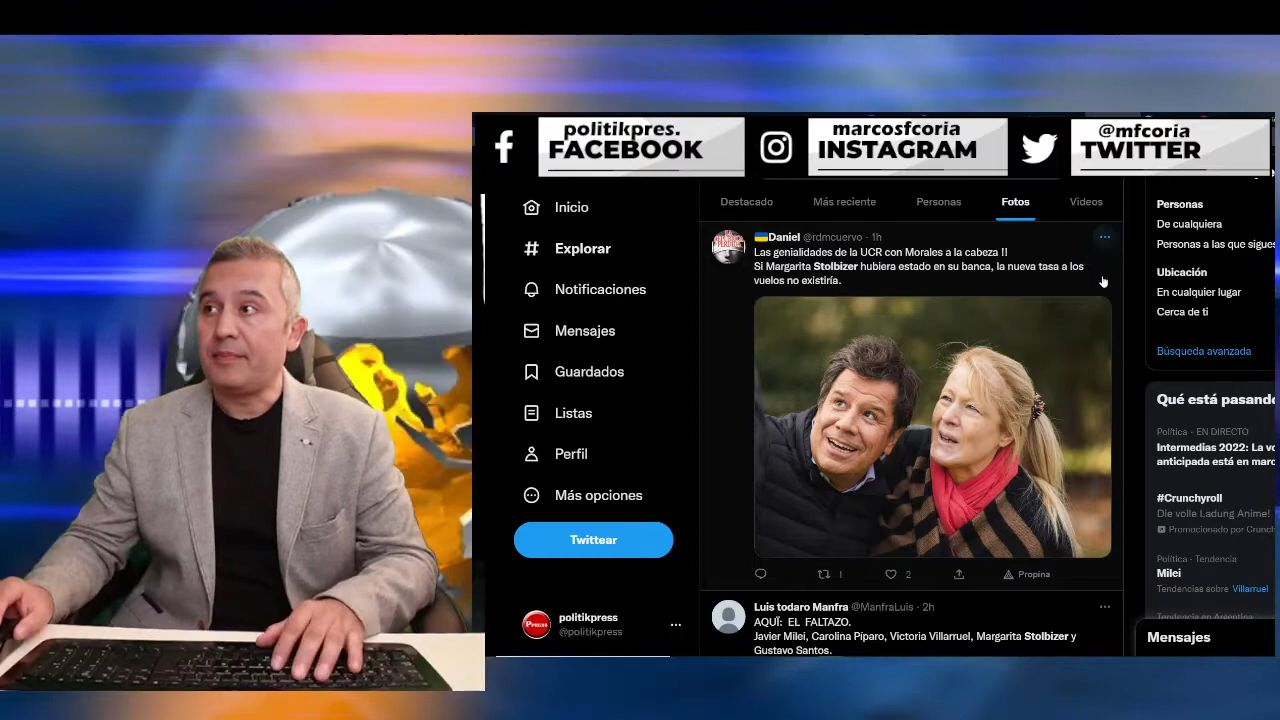 politikpres.
FACEBOOK
marcosfcoria
INSTAGRAM
@mfcoria
TWITTER
Inicio
Explorar
Notificaciones
Mensajes
Guardados
Listas
Perfil
Más opciones
Twittear
politikpress
@politikpress
Destacado
Más reciente
Personas
Fotos
Videos
Daniel @rdmcuervo · 1h
Las genialidades de la UCR con Morales a la cabeza !!
Si Margarita Stolbizer hubiera estado en su banca, la nueva tasa a los
vuelos no existiría.
1
2
Propina
Luis todaro Manfra @ManfraLuis · 2h
AQUÍ: EL FALTAZO.
Javier Milei, Carolina Píparo, Victoria Villarruel, Margarita Stolbizer y
Gustavo Santos.
Personas
De cualquiera
Personas a las que sigues
Ubicación
En cualquier lugar
Cerca de ti
Búsqueda avanzada
Qué está pasando
Política · EN DIRECTO
Intermedias 2022: La vo
anticipada está en marc
#Crunchyroll
Die volle Ladung Anime!
Promocionado por Crunch
Política · Tendencia
Milei
Tendencias sobre Villarruel
Tendencia en Argentina
Mensajes